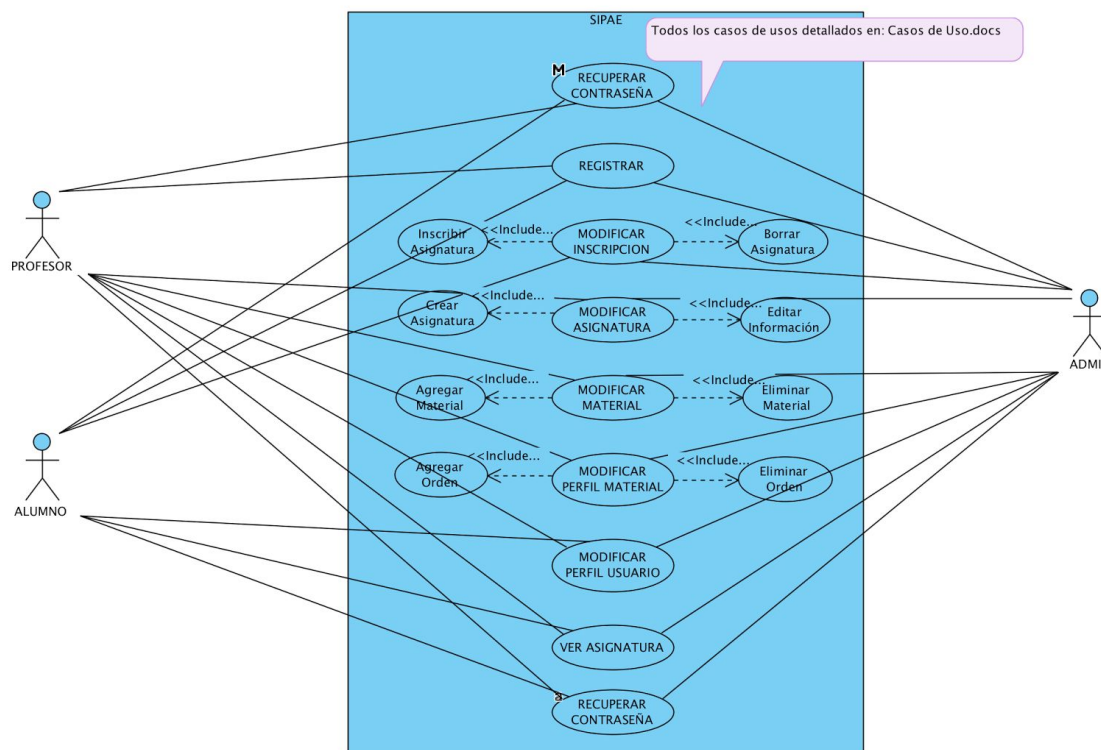 SIPAE
Todos los casos de usos detallados en: Casos de Uso.docs
M
RECUPERAR
CONTRASEÑA
REGISTRAR
PROFESOR
Inscribir
Asignatura
<<Include...
MODIFICAR
INSCRIPCION
<<Include...
Borrar
Asignatura
Crear
Asignatura
<<Include...
MODIFICAR
ASIGNATURA
<<Include...
Editar
Información
ADMI
Agregar
Material
<<Include...
MODIFICAR
MATERIAL
<<Include...
Eliminar
Material
ALUMNO
Agregar
Orden
<<Include...
MODIFICAR
PERFIL MATERIAL
<<Include...
Eliminar
Orden
MODIFICAR
PERFIL USUARIO
VER ASIGNATURA
RECUPERAR
CONTRASEÑA